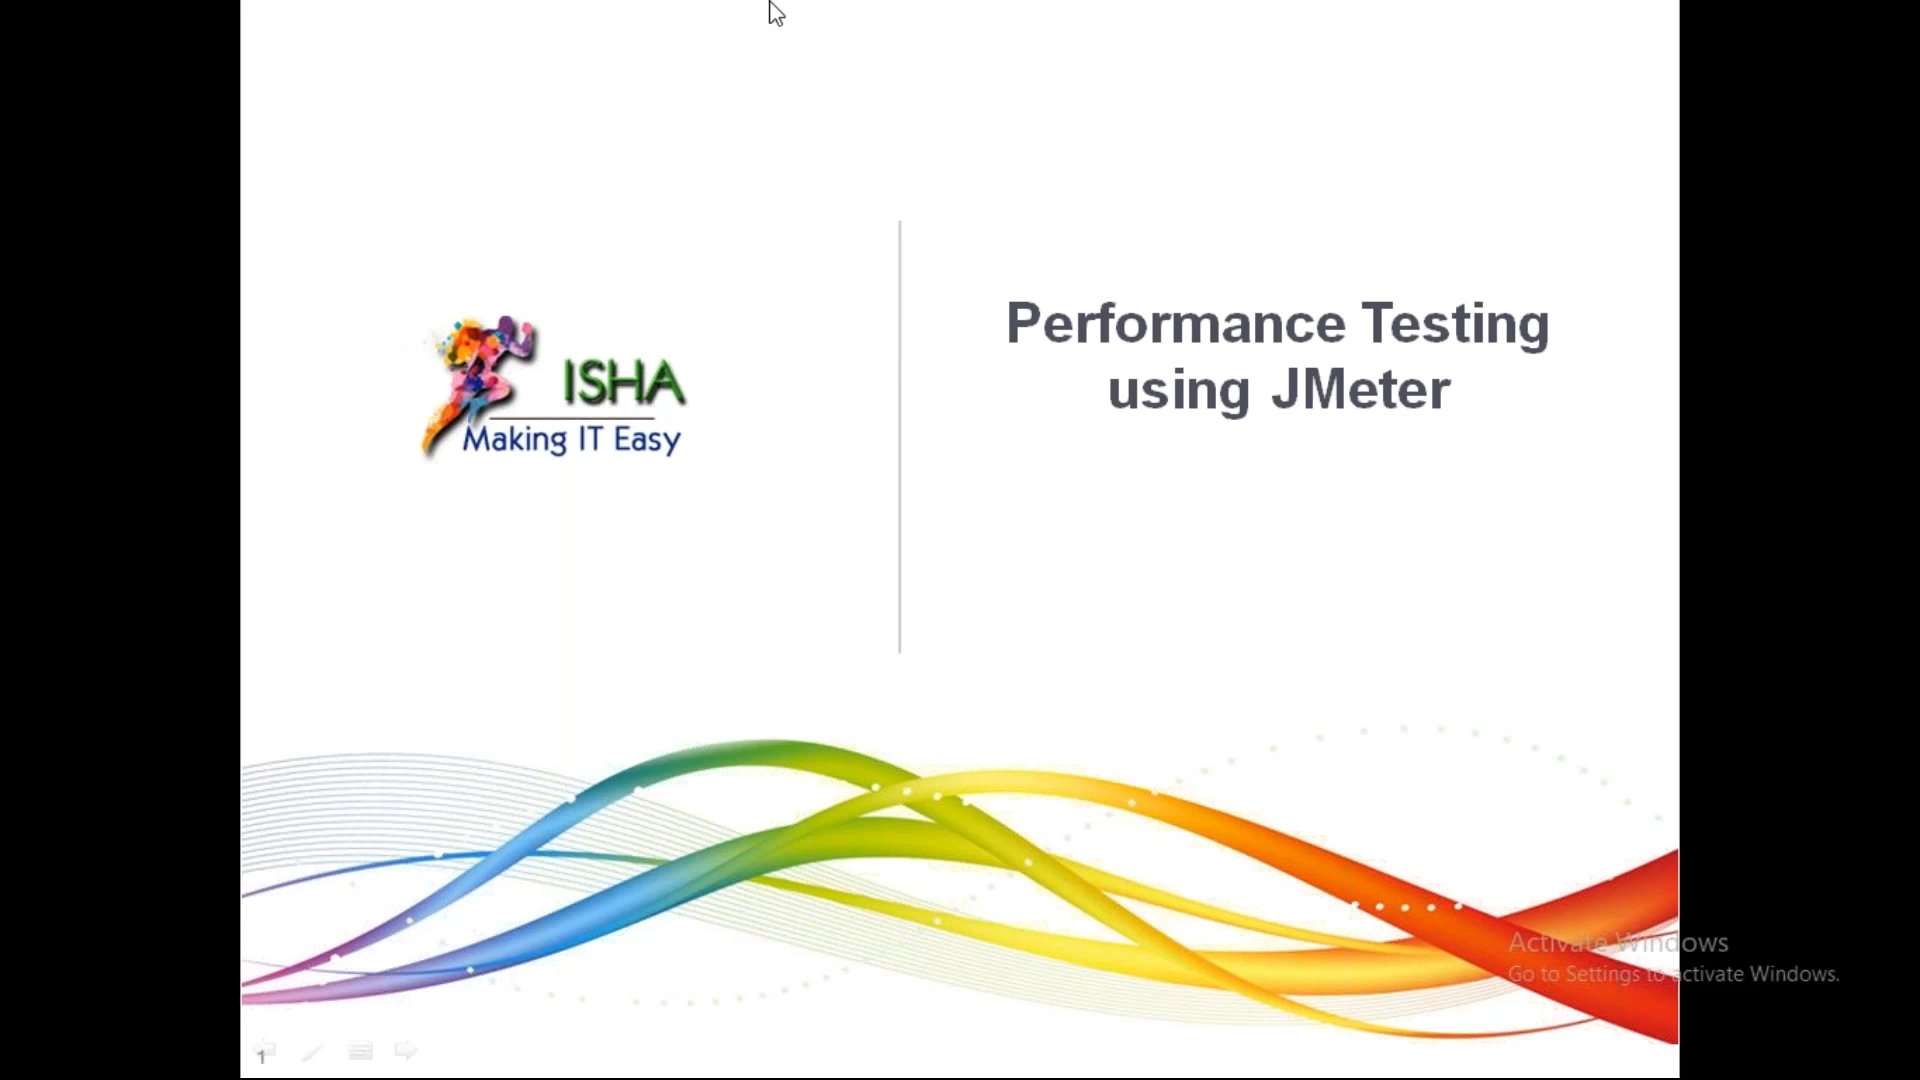 ISHA
Making IT Easy
Performance Testing
using JMeter
Activate Windows
Go to Settings to activate Windows.
1